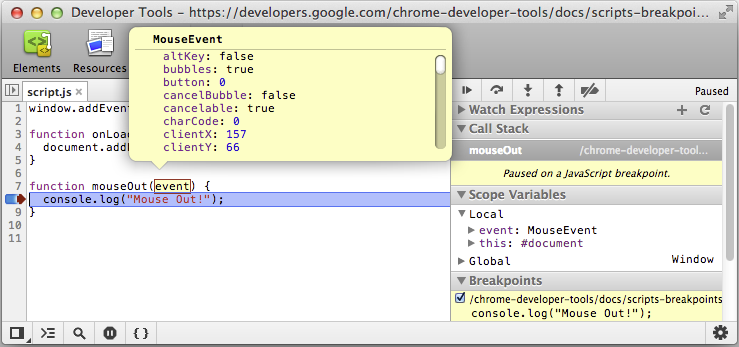 Developer Tools - https://developers.google.com/chrome-developer-tools/docs/scripts-breakpoi...
Elements
Resources
MouseEvent
altKey: false
bubbles: true
button: 0
cancelBubble: false
cancelable: true
charCode: 0
clientX: 157
clientY: 66
script.js ×
1 window.addEven
2
3 function onLoa
4 document.add
5 }
6
7 function mouseOut(event) {
8 console.log("Mouse Out!");
9 }
10
11
Paused
Watch Expressions
Call Stack
mouseOut /chrome-developer-tool...
Paused on a JavaScript breakpoint.
Scope Variables
Local
event: MouseEvent
this: #document
Global Window
Breakpoints
/chrome-developer-tools/docs/scripts-breakpoints
console.log("Mouse Out!");
{ }